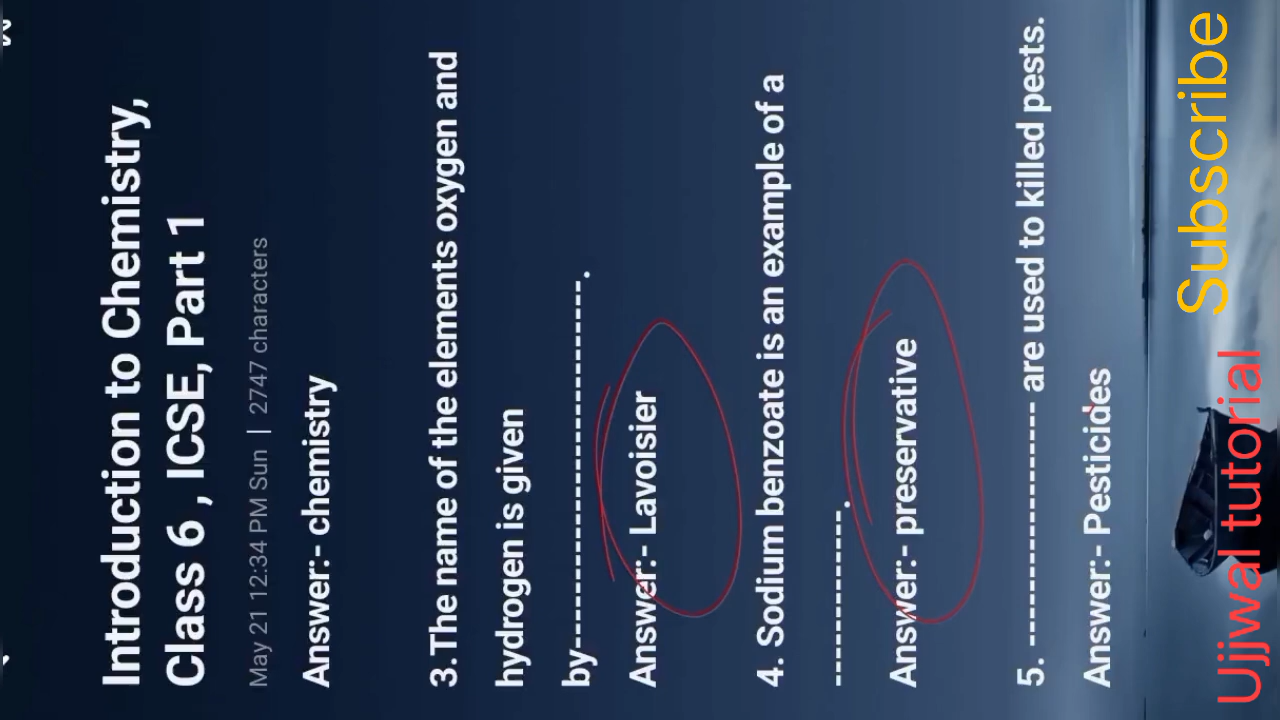 Introduction to Chemistry,
Class 6 , ICSE, Part 1
May 21 12:34 PM Sun | 2747 characters
Answer:- chemistry
3.The name of the elements oxygen and
hydrogen is given
by---------------------------------.
Answer:- Lavoisier
4. Sodium benzoate is an example of a
----------------.
Answer:- preservative
5. ---------------------- are used to killed pests.
Answer:- Pesticides
Ujjwal tutorial Subscribe